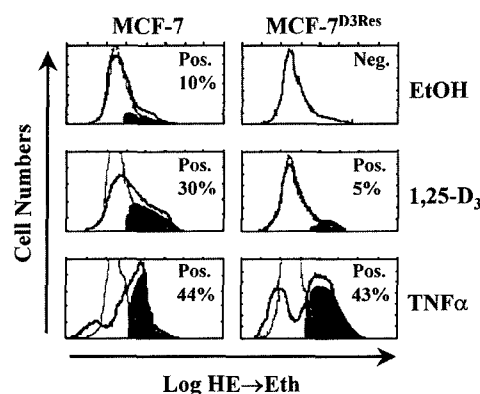 MCF-7 MCF-7D3Res
Pos.
10%
Neg.
EtOH
Pos.
30%
Pos.
5%
1,25-D3
Pos.
44%
Pos.
43%
TNFα
Cell Numbers
Log HE→Eth